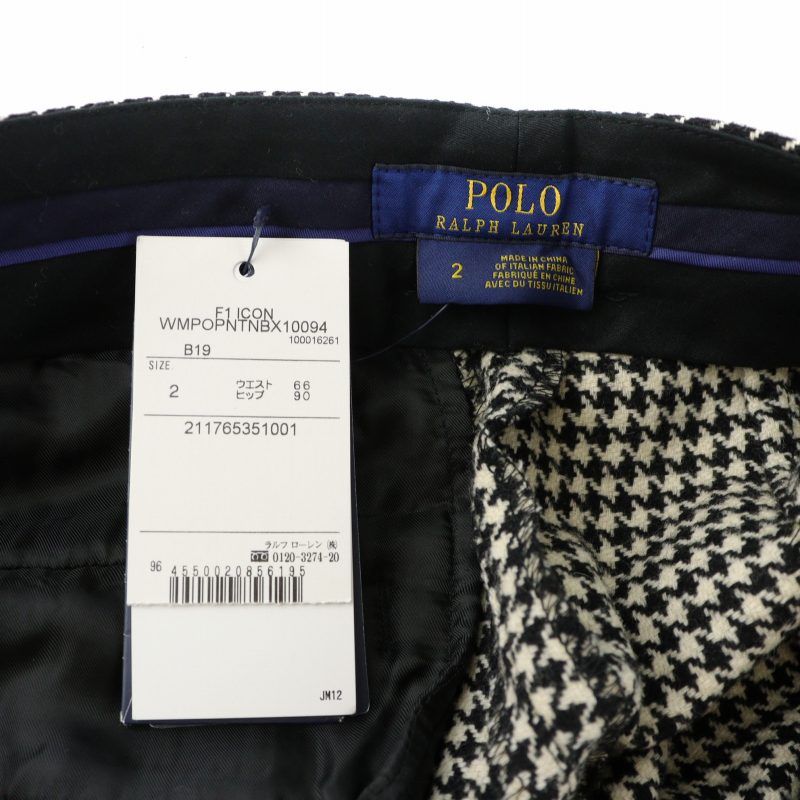 POLO
RALPH LAUREN
2
MADE IN CHINA
OF ITALIAN FABRIC
FABRIQUÉ EN CHINE
AVEC DU TISSU ITALIEN
F1 ICON
WMPOPNTNBX10094
100016261
B19
SIZE
2 ウエスト 66
ヒップ 90
211765351001
ラルフ ローレン ㈱
0120-3274-20
96 4550020856195
JM12